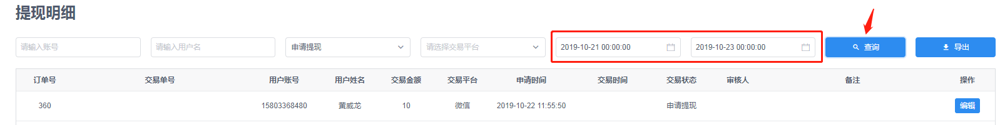 提现明细
请输入账号 请输入用户名 申请提现 请选择交易平台 2019-10-21 00:00:00 2019-10-23 00:00:00 查询 导出
订单号 交易单号 用户账号 用户姓名 交易金额 交易平台 申请时间 交易时间 交易状态 审核人 备注 操作
360 15803368480 黄威龙 10 微信 2019-10-22 11:55:50 申请提现 编辑